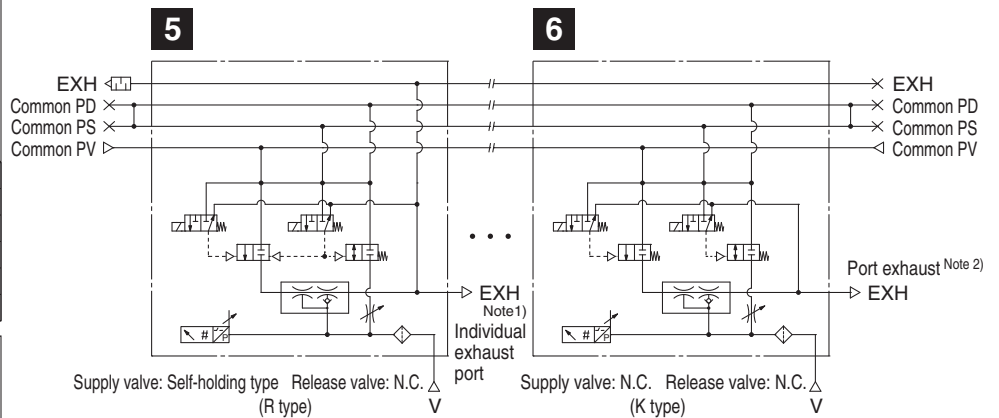 5
6
EXH
Common PD
Common PS
Common PV
EXH
Common PD
Common PS
Common PV
EXH
Note1)
Individual
exhaust
port
Port exhaust Note 2)
EXH
# P
# P
Supply valve: Self-holding type Release valve: N.C.
(R type)
V
Supply valve: N.C. Release valve: N.C.
(K type)
V